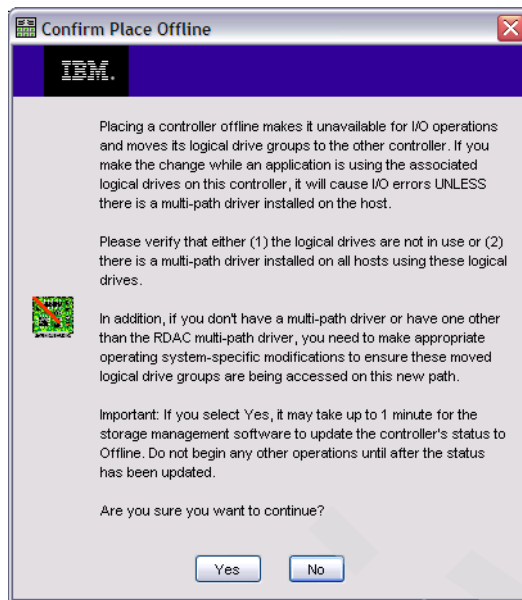 Confirm Place Offline
IBM.
Placing a controller offline makes it unavailable for I/O operations
and moves its logical drive groups to the other controller. If you
make the change while an application is using the associated
logical drives on this controller, it will cause I/O errors UNLESS
there is a multi-path driver installed on the host.
Please verify that either (1) the logical drives are not in use or (2)
there is a multi-path driver installed on all hosts using these logical
drives.
In addition, if you don't have a multi-path driver or have one other
than the RDAC multi-path driver, you need to make appropriate
operating system-specific modifications to ensure these moved
logical drive groups are being accessed on this new path.
Important: If you select Yes, it may take up to 1 minute for the
storage management software to update the controller's status to
Offline. Do not begin any other operations until after the status
has been updated.
Are you sure you want to continue?
Yes
No